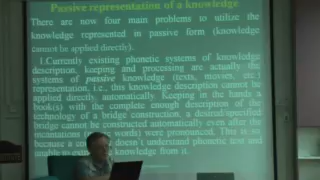 Passive representation of a knowledge
There are now four main problems to utilize the
knowledge represented in passive form (knowledge
cannot be applied directly).
1.Currently existing phonetic systems of knowledge
description, keeping and processing are actually the
systems of passive knowledge (texts, movies, etc.)
representation, i.e., this knowledge description cannot be
applied directly, automatically. Keeping in the hands a
book(s) with the complete enough description of the
technology of a bridge construction, a desired/specified
bridge cannot be constructed automatically even after the
incantations (any words) were pronounced. This is so
because a doesn't understand phonetic text and
unable to knowledge from it.